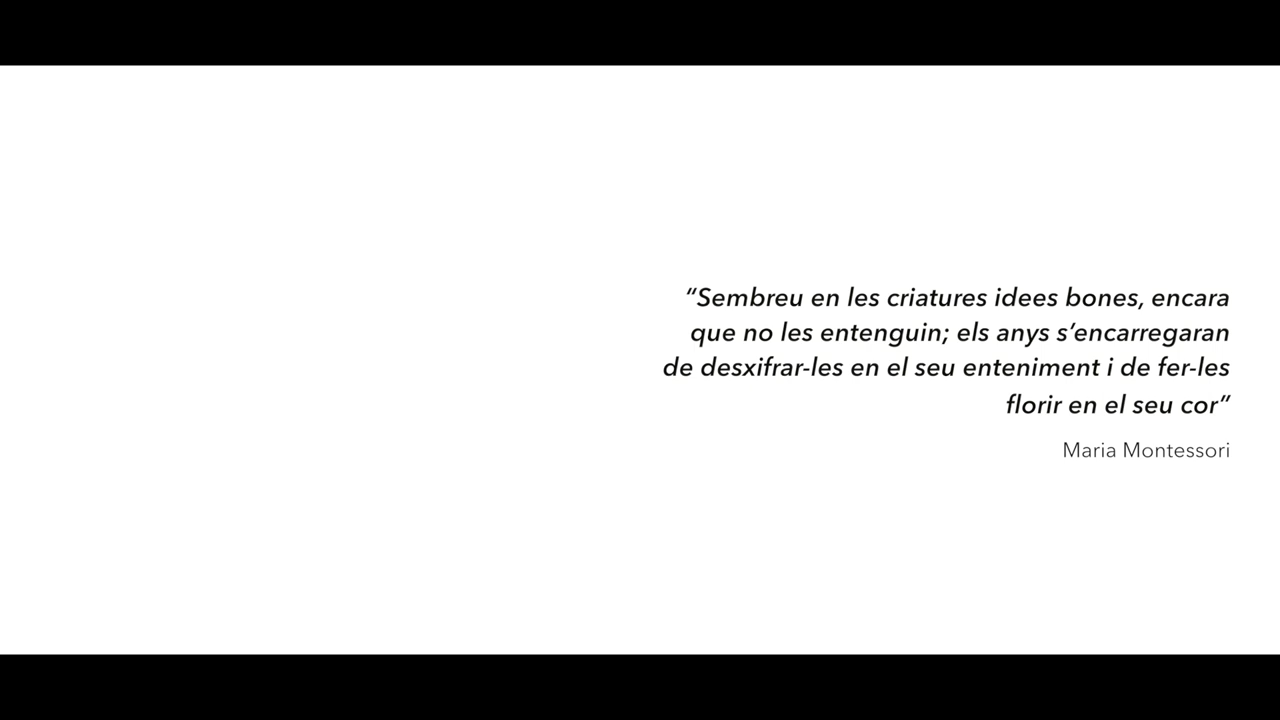 “Sembreu en les criatures idees bones, encara
que no les entenguin; els anys s’encarregaran
de desxifrar-les en el seu enteniment i de fer-les
florir en el seu cor”
Maria Montessori